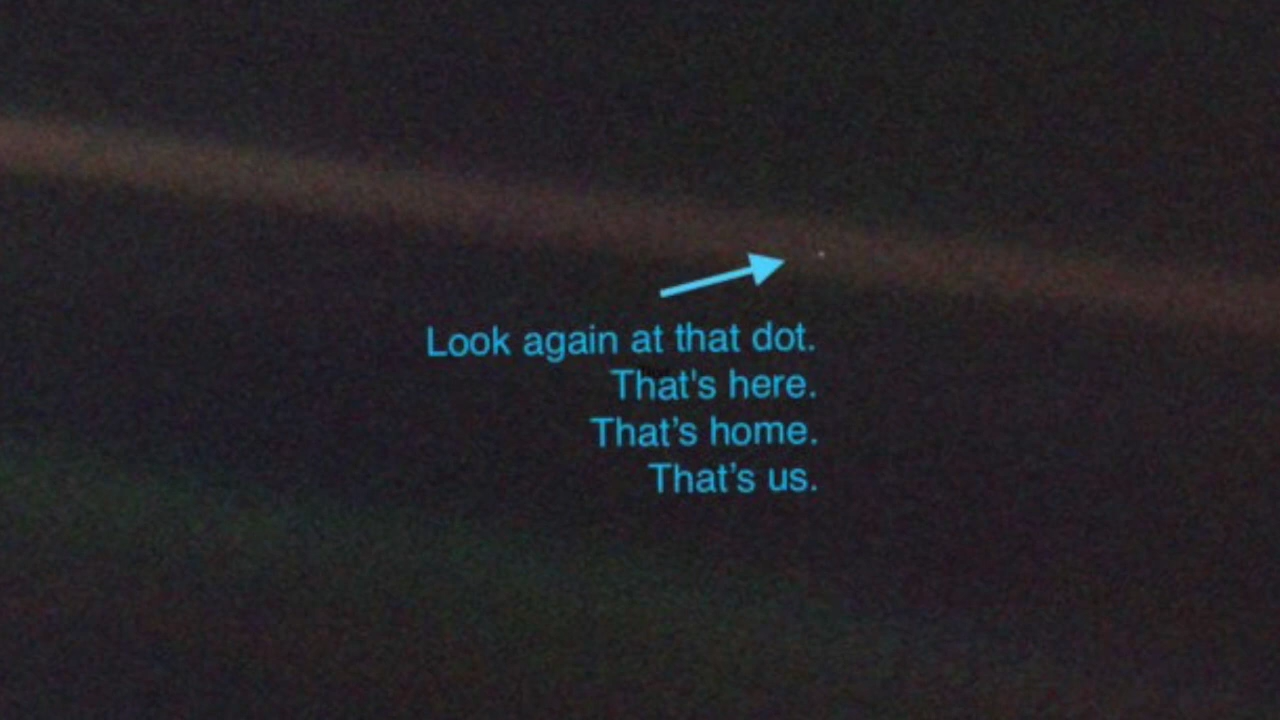 Look again at that dot.
That's here.
That’s home.
That’s us.